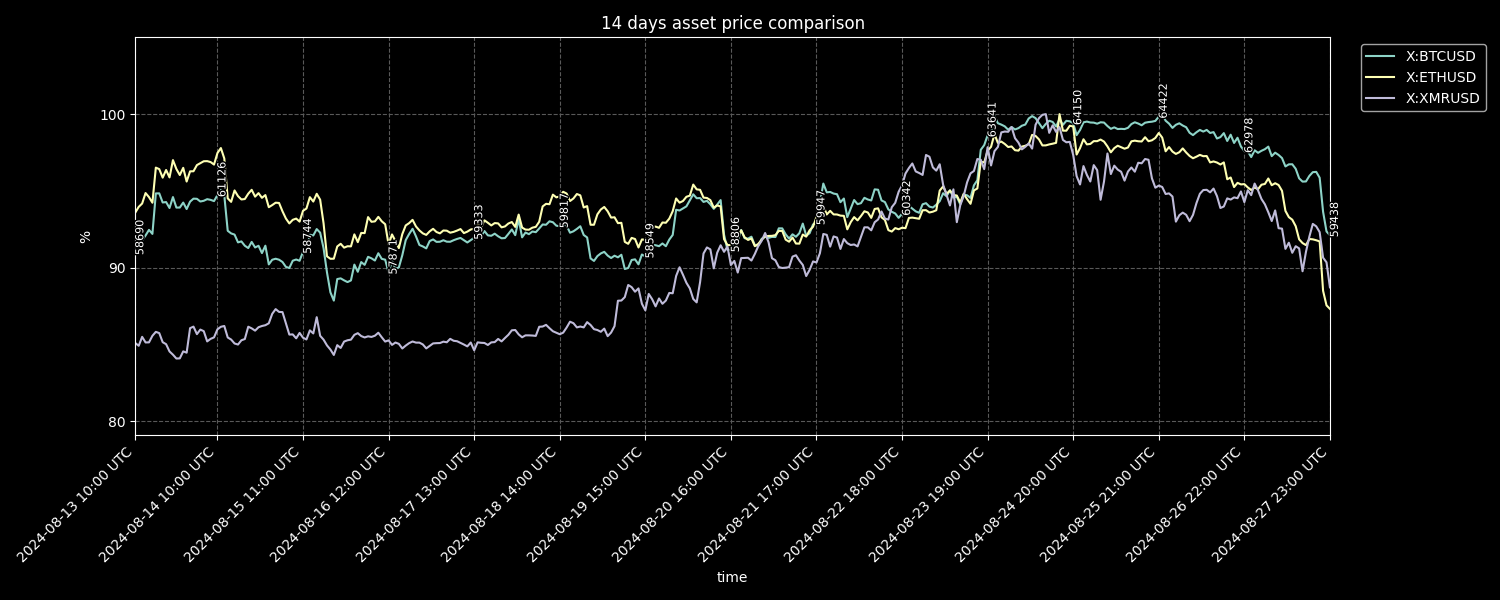 14 days asset price comparison
X:BTCUSD
X:ETHUSD
X:XMRUSD
%
100
90
80
58690
61126
58744
59333
58549
58806
59947
60342
63641
64150
64422
62978
59438
2024-08-13 10:00 UTC
2024-08-14 10:00 UTC
2024-08-15 11:00 UTC
2024-08-16 12:00 UTC
2024-08-17 13:00 UTC
2024-08-18 14:00 UTC
2024-08-19 15:00 UTC
2024-08-20 16:00 UTC
2024-08-21 17:00 UTC
2024-08-22 18:00 UTC
2024-08-23 19:00 UTC
2024-08-24 20:00 UTC
2024-08-25 21:00 UTC
2024-08-26 22:00 UTC
2024-08-27 23:00 UTC
time